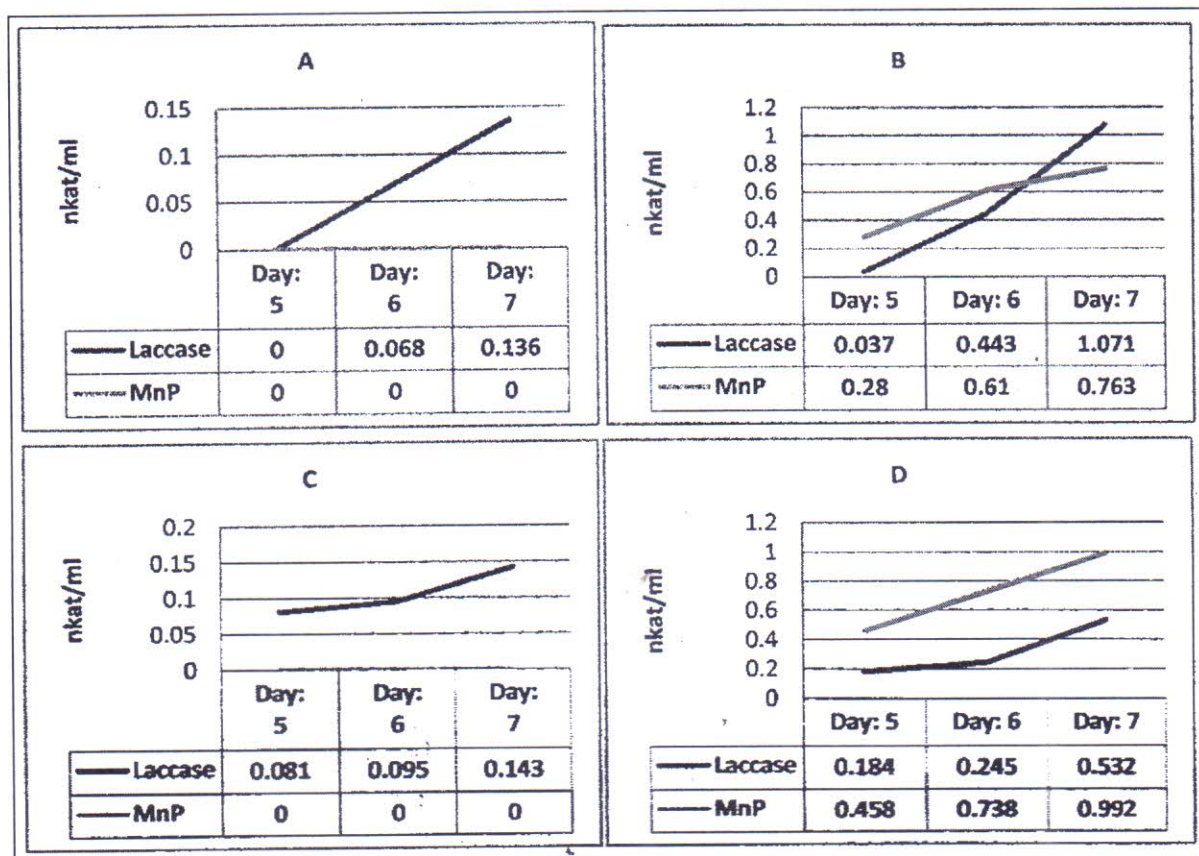 A
nkat/ml
0.15
0.1
0.05
0
Day: 5 Day: 6 Day: 7
Laccase 0 0.068 0.136
MnP 0 0 0
B
nkat/ml
1.2
1
0.8
0.6
0.4
0.2
0
Day: 5 Day: 6 Day: 7
Laccase 0.037 0.443 1.071
MnP 0.28 0.61 0.763
C
nkat/ml
0.2
0.15
0.1
0.05
0
Day: 5 Day: 6 Day: 7
Laccase 0.081 0.095 0.143
MnP 0 0 0
D
nkat/ml
1.2
1
0.8
0.6
0.4
0.2
0
Day: 5 Day: 6 Day: 7
Laccase 0.184 0.245 0.532
MnP 0.458 0.738 0.992